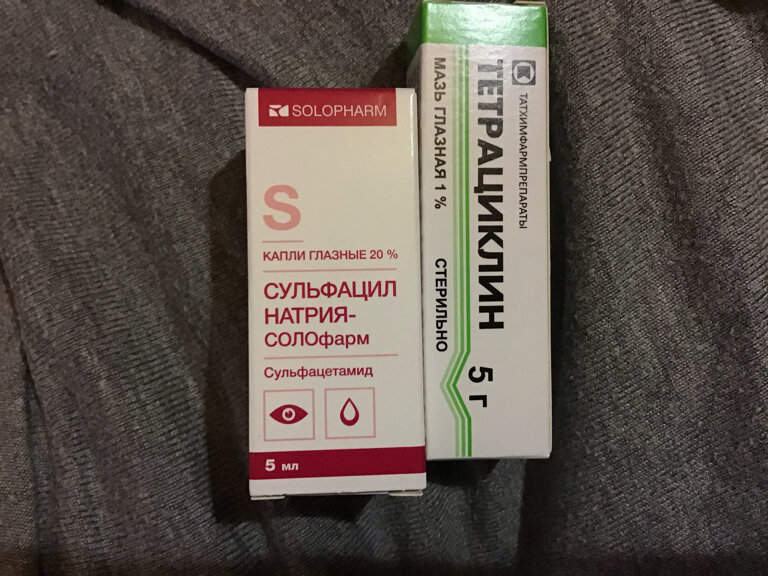 SOLOPHARM
S
КАПЛИ ГЛАЗНЫЕ 20 %
СУЛЬФАЦИЛ
НАТРИЯ-
СОЛОфарм
Сульфацетамид
5 мл
ТАТХИМФАРМПРЕПАРАТЫ
ТЕТРАЦИКЛИН 5 г
МАЗЬ ГЛАЗНАЯ 1 % СТЕРИЛЬНО